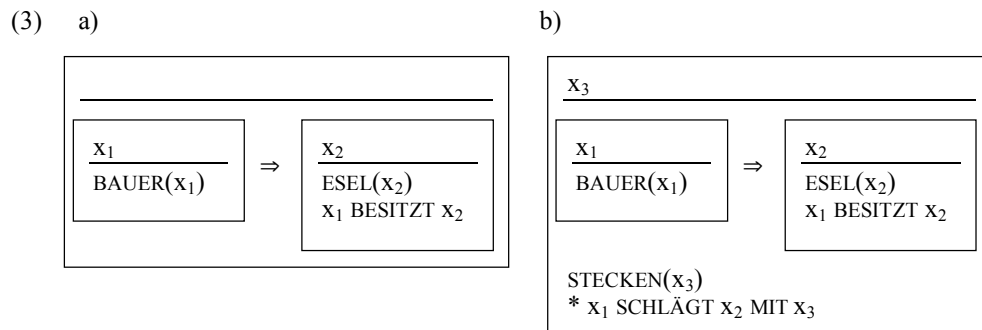 (3) a) b)
x₃
x₁ ⇒ x₂ x₁ ⇒ x₂
BAUER(x₁) ESEL(x₂) BAUER(x₁) ESEL(x₂)
x₁ BESITZT x₂ x₁ BESITZT x₂
STECKEN(x₃)
* x₁ SCHLÄGT x₂ MIT x₃